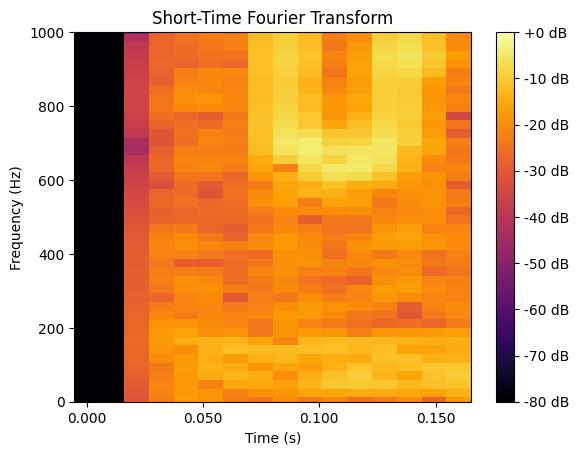 Short-Time Fourier Transform
1000
800
600
400
200
0
Frequency (Hz)
0.000
0.050
0.100
0.150
Time (s)
+0 dB
-10 dB
-20 dB
-30 dB
-40 dB
-50 dB
-60 dB
-70 dB
-80 dB